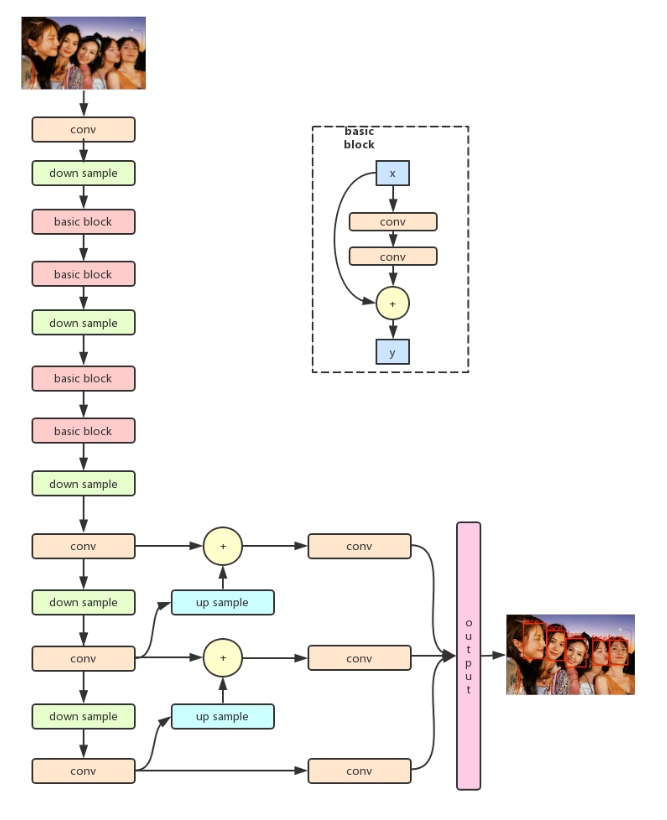 conv
down sample
basic block
basic block
down sample
basic block
basic block
down sample
basic
block
x
conv
conv
+
y
conv
+
conv
down sample
up sample
conv
+
conv
down sample
up sample
conv
conv
output